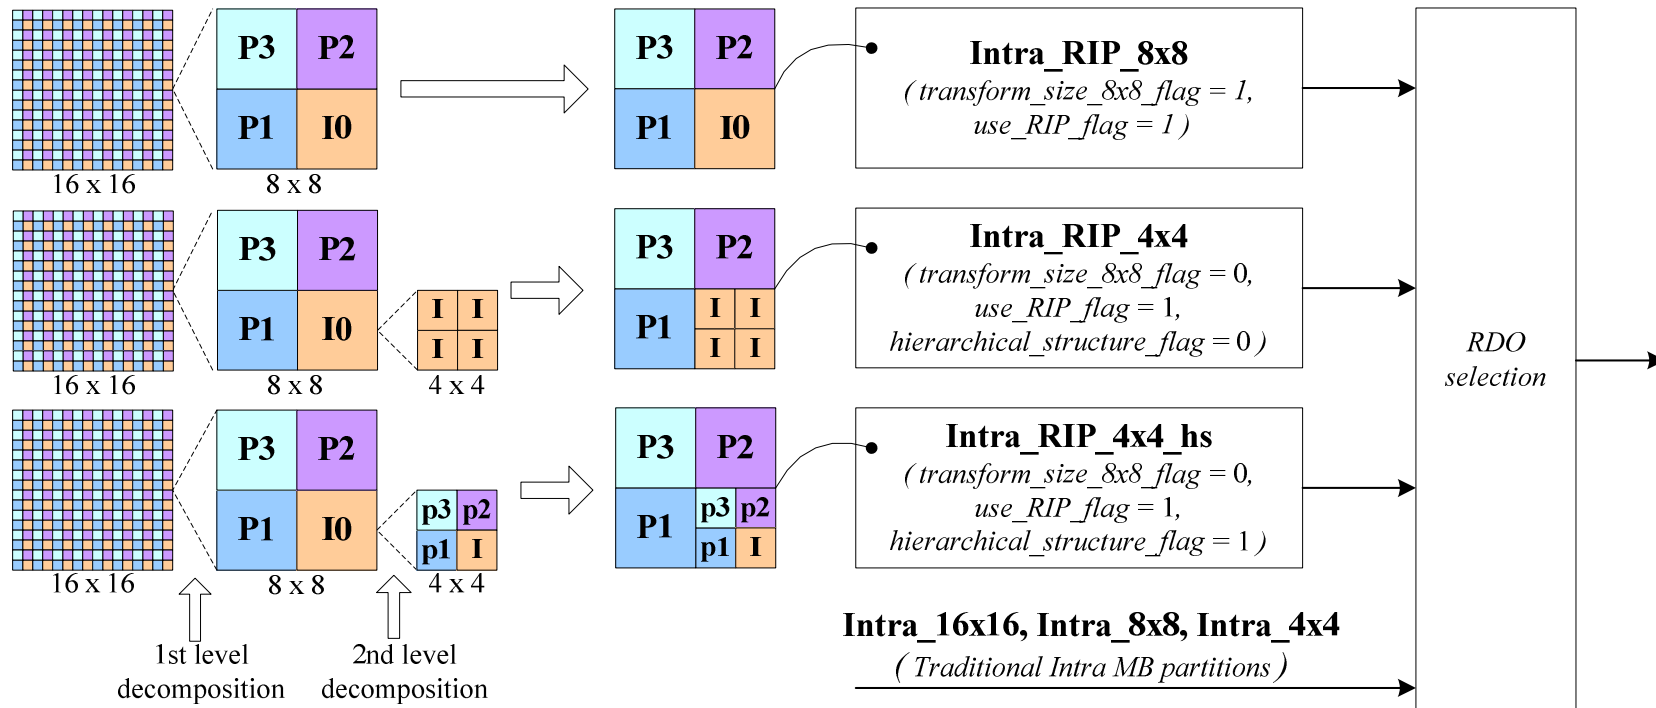 P3 P2 P3 P2 Intra_RIP_8x8
( transform_size_8x8_flag = 1,
use_RIP_flag = 1 )
P1 I0 P1 I0
16 x 16 8 x 8
P3 P2 P3 P2 Intra_RIP_4x4
( transform_size_8x8_flag = 0,
use_RIP_flag = 1,
hierarchical_structure_flag = 0 )
P1 I0 I I P1 I I
I I I I
16 x 16 8 x 8 4 x 4
RDO
selection
P3 P2 P3 P2 Intra_RIP_4x4_hs
( transform_size_8x8_flag = 0,
use_RIP_flag = 1,
hierarchical_structure_flag = 1 )
P1 I0 p3 p2 P1 p3 p2
p1 I p1 I
16 x 16 8 x 8 4 x 4
1st level
decomposition
2nd level
decomposition
Intra_16x16, Intra_8x8, Intra_4x4
( Traditional Intra MB partitions )